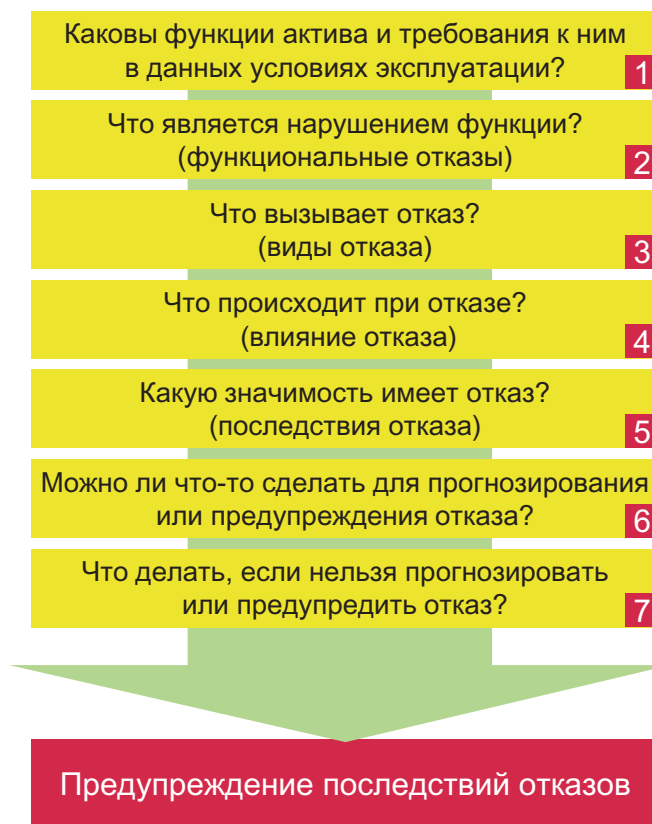 Каковы функции актива и требования к ним
в данных условиях эксплуатации?
1
Что является нарушением функции?
(функциональные отказы)
2
Что вызывает отказ?
(виды отказа)
3
Что происходит при отказе?
(влияние отказа)
4
Какую значимость имеет отказ?
(последствия отказа)
5
Можно ли что-то сделать для прогнозирования
или предупреждения отказа?
6
Что делать, если нельзя прогнозировать
или предупредить отказ?
7
Предупреждение последствий отказов